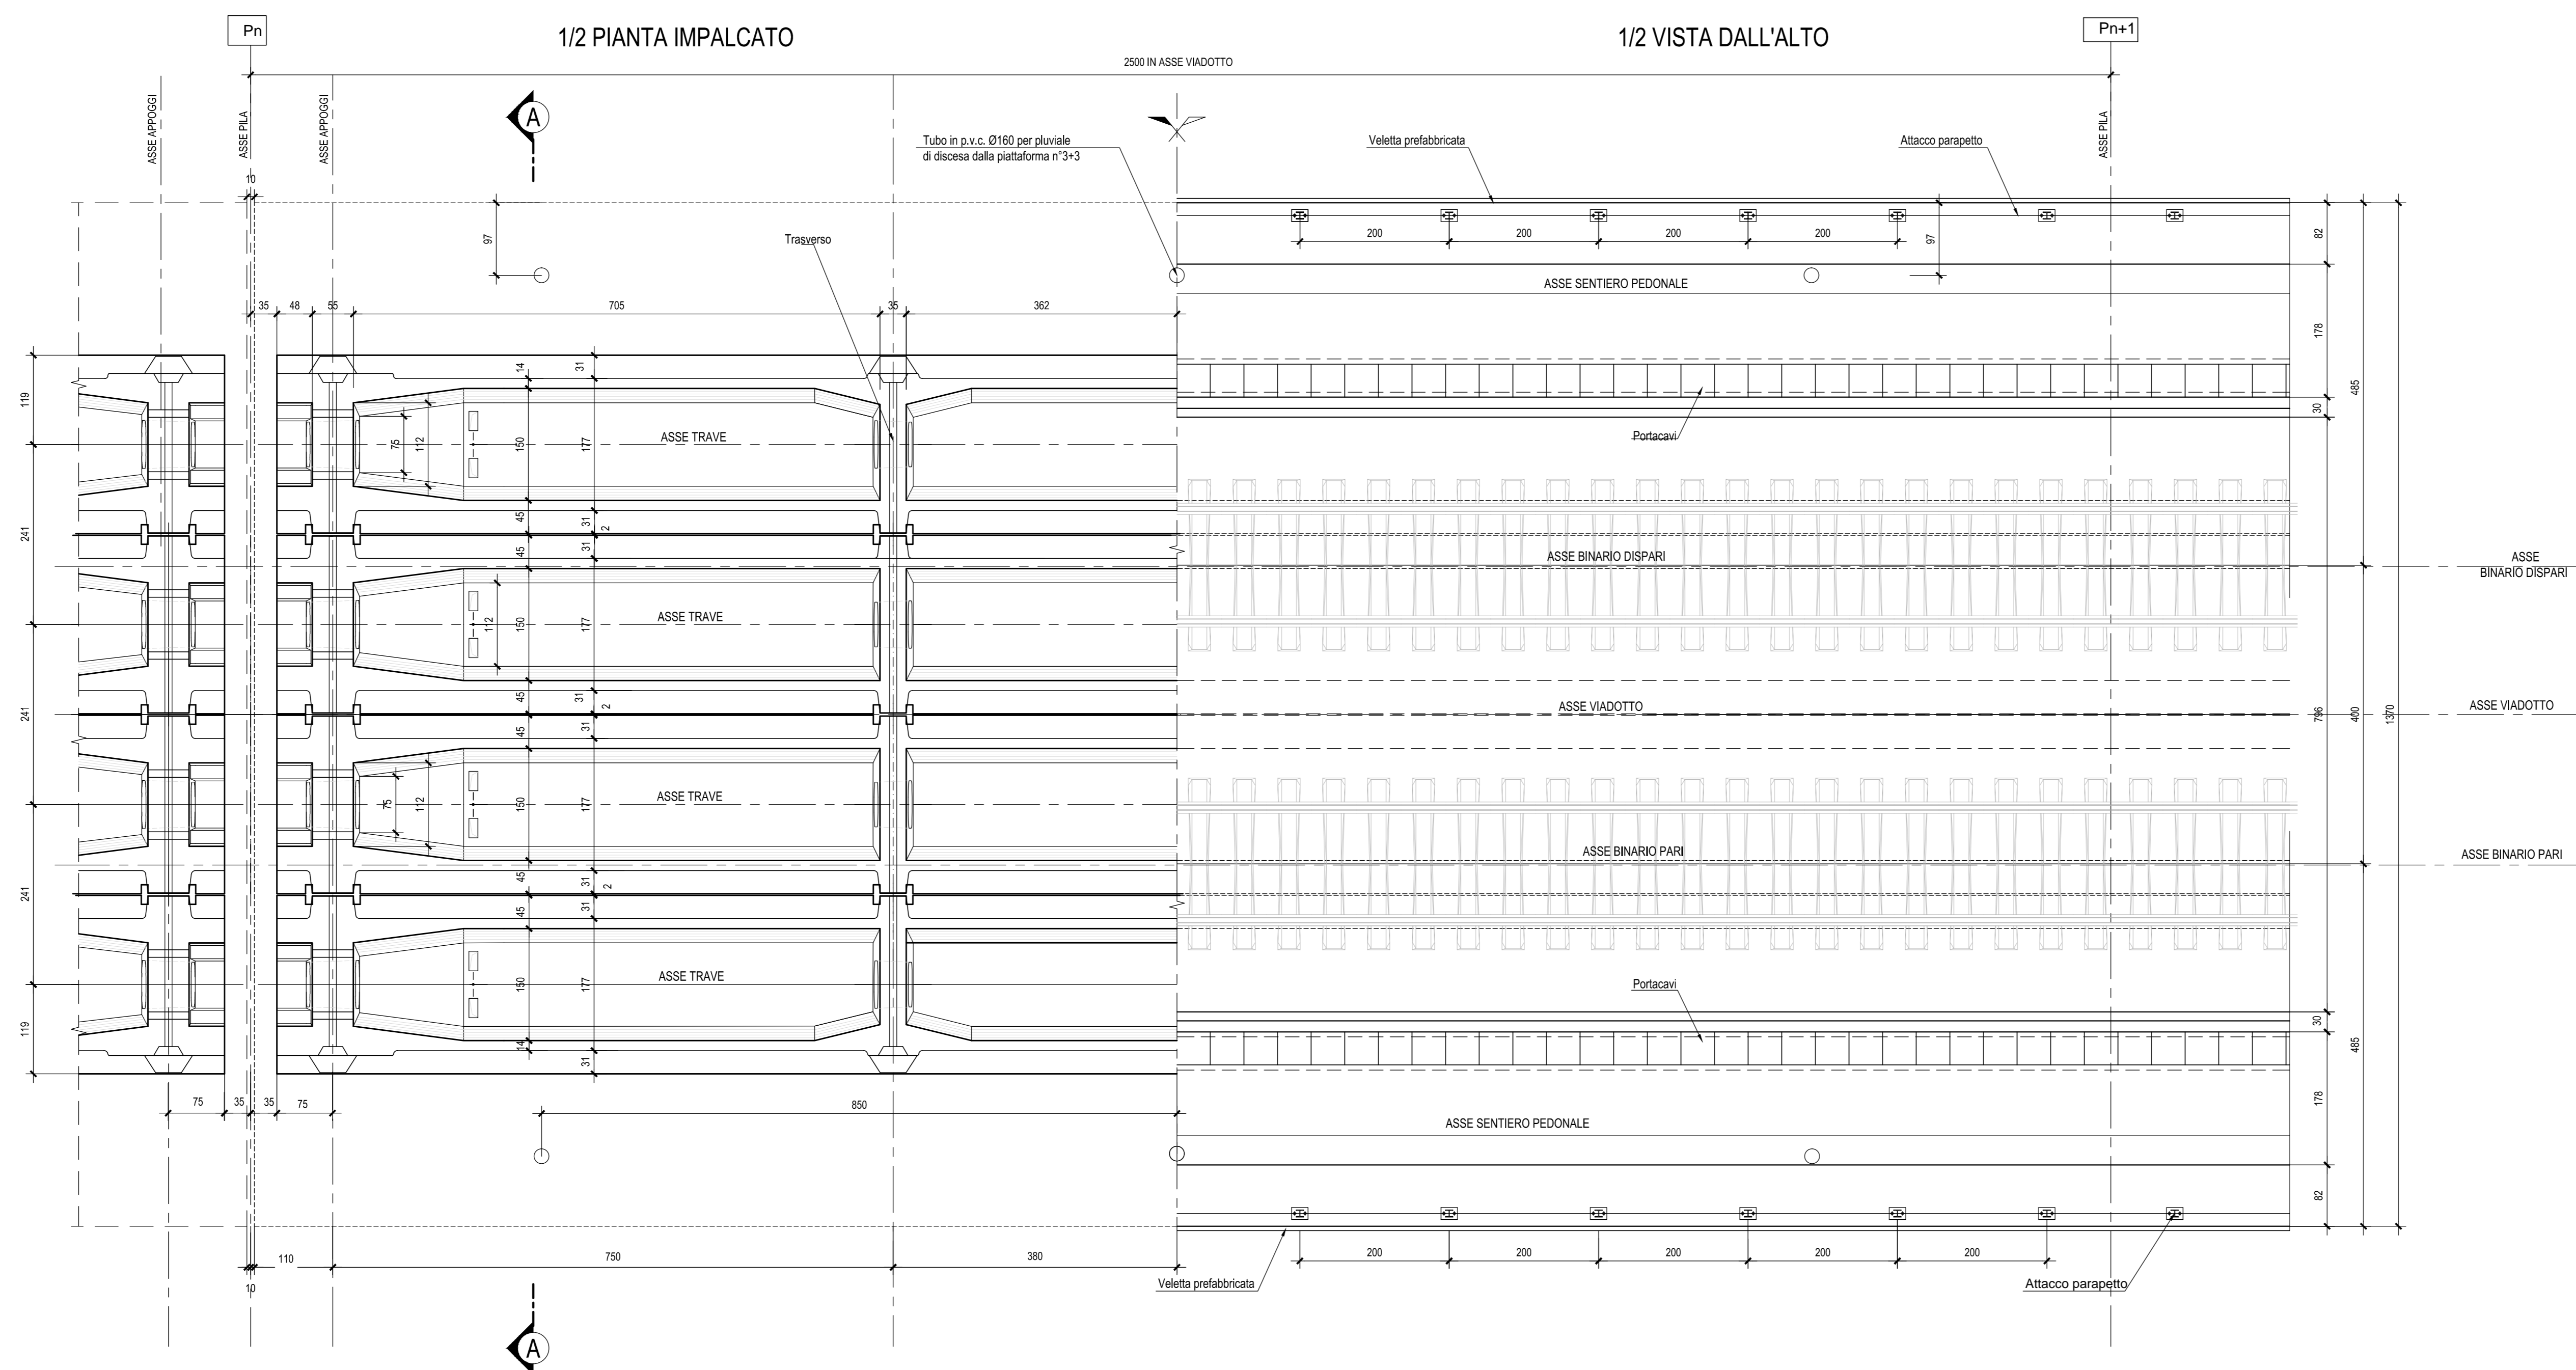 Pn
1/2 PIANTA IMPALCATO
1/2 VISTA DALL'ALTO
Pn+1
2500 IN ASSE VIADOTTO
ASSE APPOGGI
ASSE PILA
ASSE APPOGGI
A
Tubo in p.v.c. Ø160 per pluviale
di discesa dalla piattaforma n°3+3
Veletta prefabbricata
Attacco parapetto
ASSE PILA
10
97
Trasverso
200
200
200
200
97
82
ASSE SENTIERO PEDONALE
35
48
55
705
35
362
178
119
14
31
485
30
75
112
150
177
ASSE TRAVE
Portacavi
241
45
31
2
45
31
ASSE BINARIO DISPARI
ASSE
BINARIO DISPARI
112
150
177
ASSE TRAVE
241
45
31
2
45
31
ASSE VIADOTTO
796
400
1370
ASSE VIADOTTO
75
112
150
177
ASSE TRAVE
ASSE BINARIO PARI
ASSE BINARIO PARI
241
45
31
2
45
31
150
177
ASSE TRAVE
Portacavi
119
14
31
30
485
75
35
35
75
850
178
ASSE SENTIERO PEDONALE
82
110
750
380
200
200
200
200
200
10
Veletta prefabbricata
Attacco parapetto
A